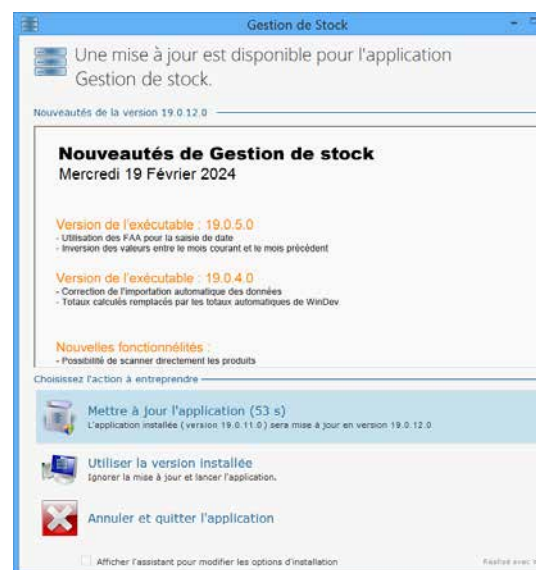 Gestion de Stock
Une mise à jour est disponible pour l'application
Gestion de stock.
Nouveautés de la version 19.0.12.0
Nouveautés de Gestion de stock
Mercredi 19 Février 2024
Version de l'exécutable : 19.0.5.0
- Utilisation des FAA pour la saisie de date
- Inversion des valeurs entre le mois courant et le mois précédent
Version de l'exécutable : 19.0.4.0
- Correction de l'importation automatique des données
- Totaux calculés remplacés par les totaux automatiques de WinDev
Nouvelles fonctionnélités :
- Possibilité de scanner directement les produits
Choisissez l'action à entreprendre
Mettre à jour l'application (53 s)
L'application installée (version 19.0.11.0) sera mise à jour en version 19.0.12.0
Utiliser la version installée
Ignorer la mise à jour et lancer l'application.
Annuler et quitter l'application
Afficher l'assistant pour modifier les options d'installation
Réalisé avec